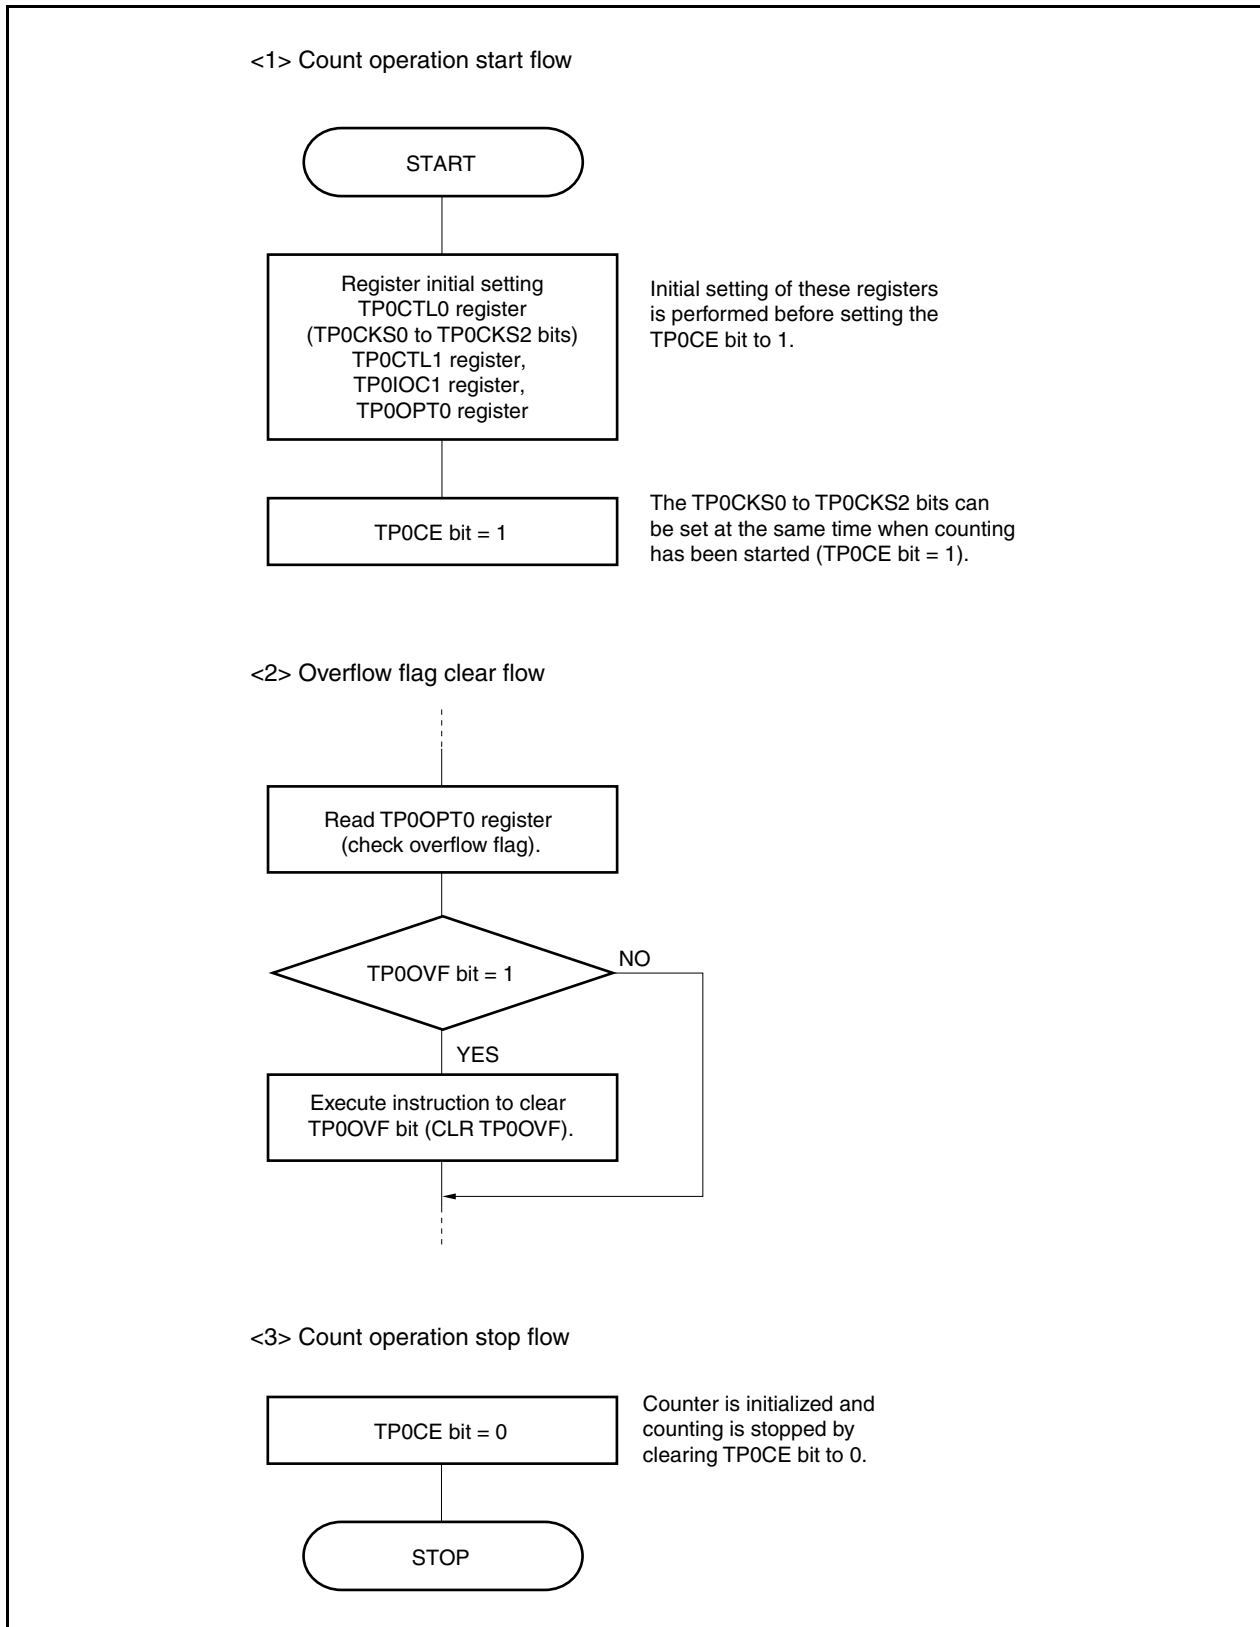 <1> Count operation start flow
START
Register initial setting
TP0CTL0 register
(TP0CKS0 to TP0CKS2 bits)
TP0CTL1 register,
TP0IOC1 register,
TP0OPT0 register
Initial setting of these registers
is performed before setting the
TP0CE bit to 1.
TP0CE bit = 1
The TP0CKS0 to TP0CKS2 bits can
be set at the same time when counting
has been started (TP0CE bit = 1).
<2> Overflow flag clear flow
Read TP0OPT0 register
(check overflow flag).
TP0OVF bit = 1
NO
YES
Execute instruction to clear
TP0OVF bit (CLR TP0OVF).
<3> Count operation stop flow
TP0CE bit = 0
Counter is initialized and
counting is stopped by
clearing TP0CE bit to 0.
STOP